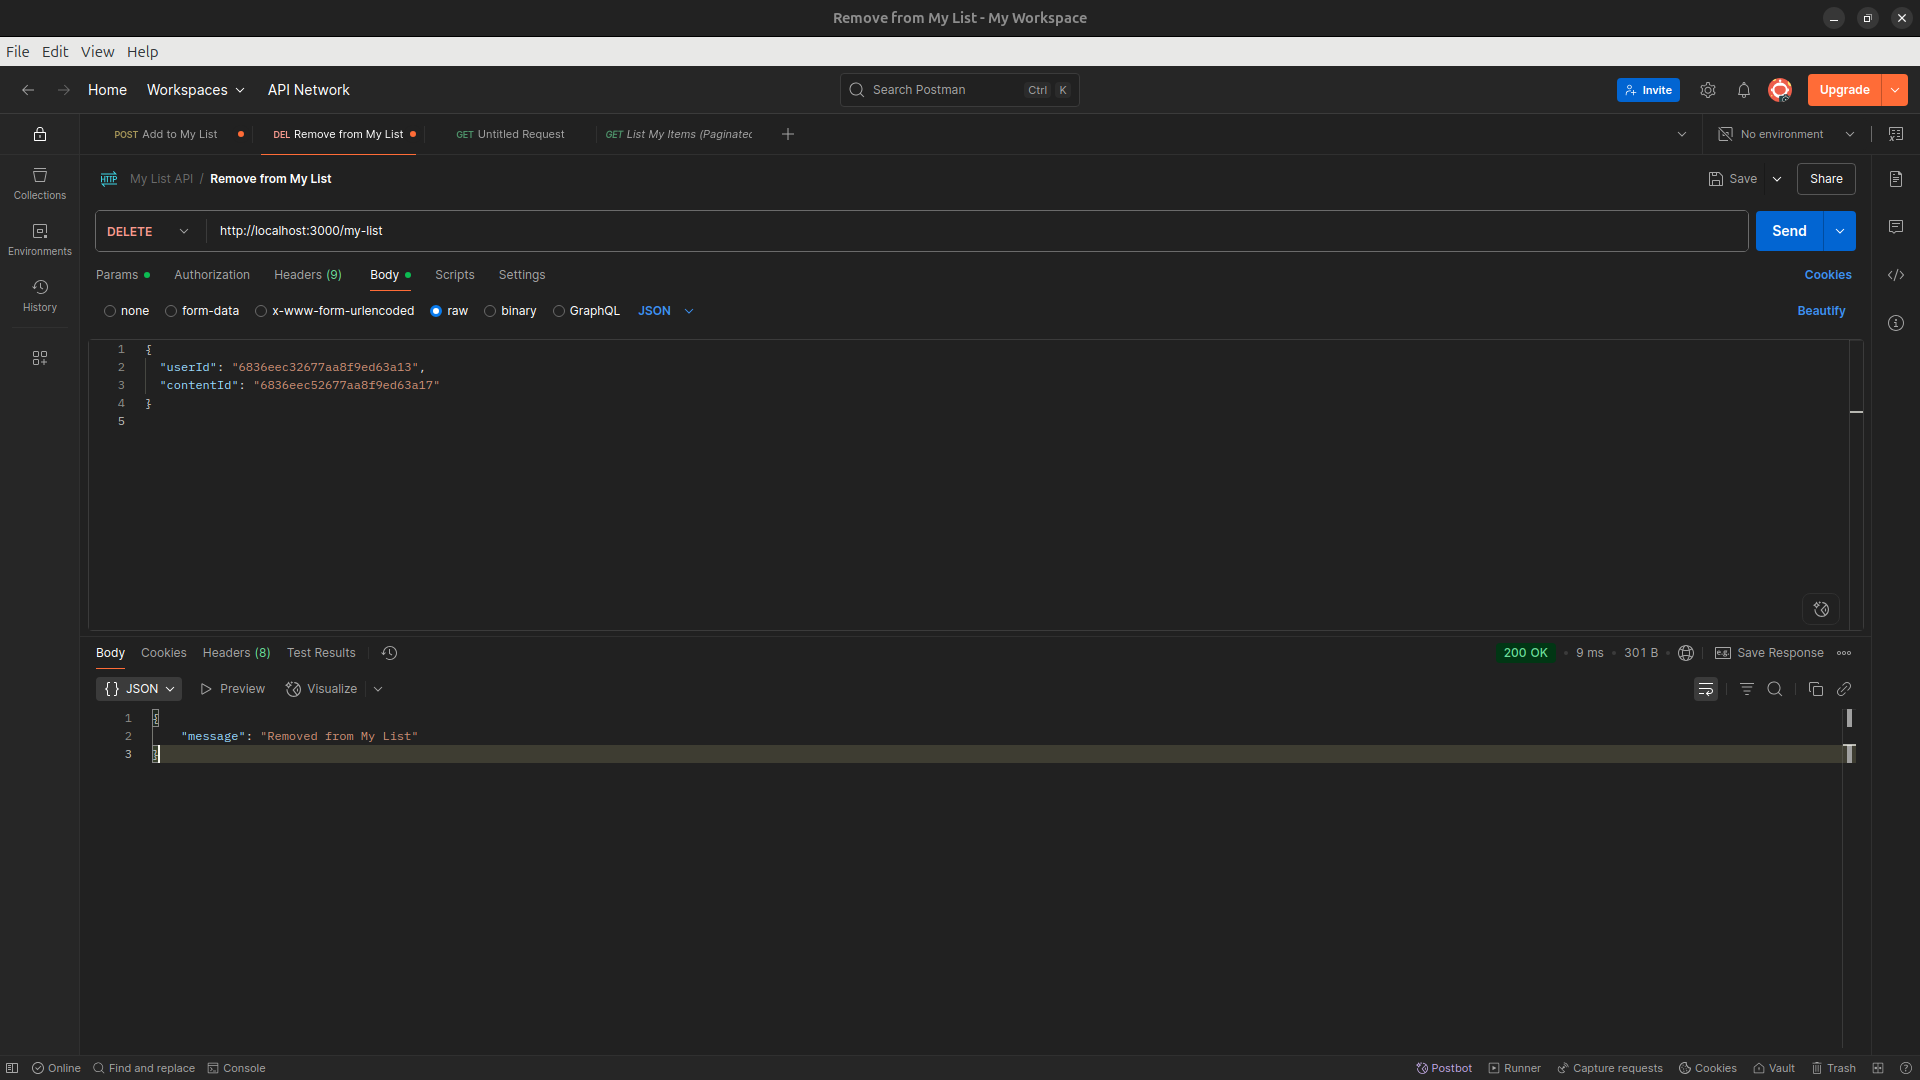 Remove from My List - My Workspace
File Edit View Help
Home Workspaces API Network
Search Postman Ctrl K
Invite
Upgrade
POST Add to My List
DEL Remove from My List
GET Untitled Request
GET List My Items (Paginated
No environment
Collections
Environments
History
HTTP My List API / Remove from My List
Save
Share
DELETE http://localhost:3000/my-list
Send
Params Authorization Headers (9) Body Scripts Settings
Cookies
none form-data x-www-form-urlencoded raw binary GraphQL JSON
Beautify
1 {
2 "userId": "6836eec32677aa8f9ed63a13",
3 "contentId": "6836eec52677aa8f9ed63a17"
4 }
5
Body Cookies Headers (8) Test Results
200 OK • 9 ms • 301 B •
e.g. Save Response
{} JSON Preview Visualize
1 {
2 "message": "Removed from My List"
3 }
Online Find and replace Console
Postbot Runner Capture requests Cookies Vault Trash